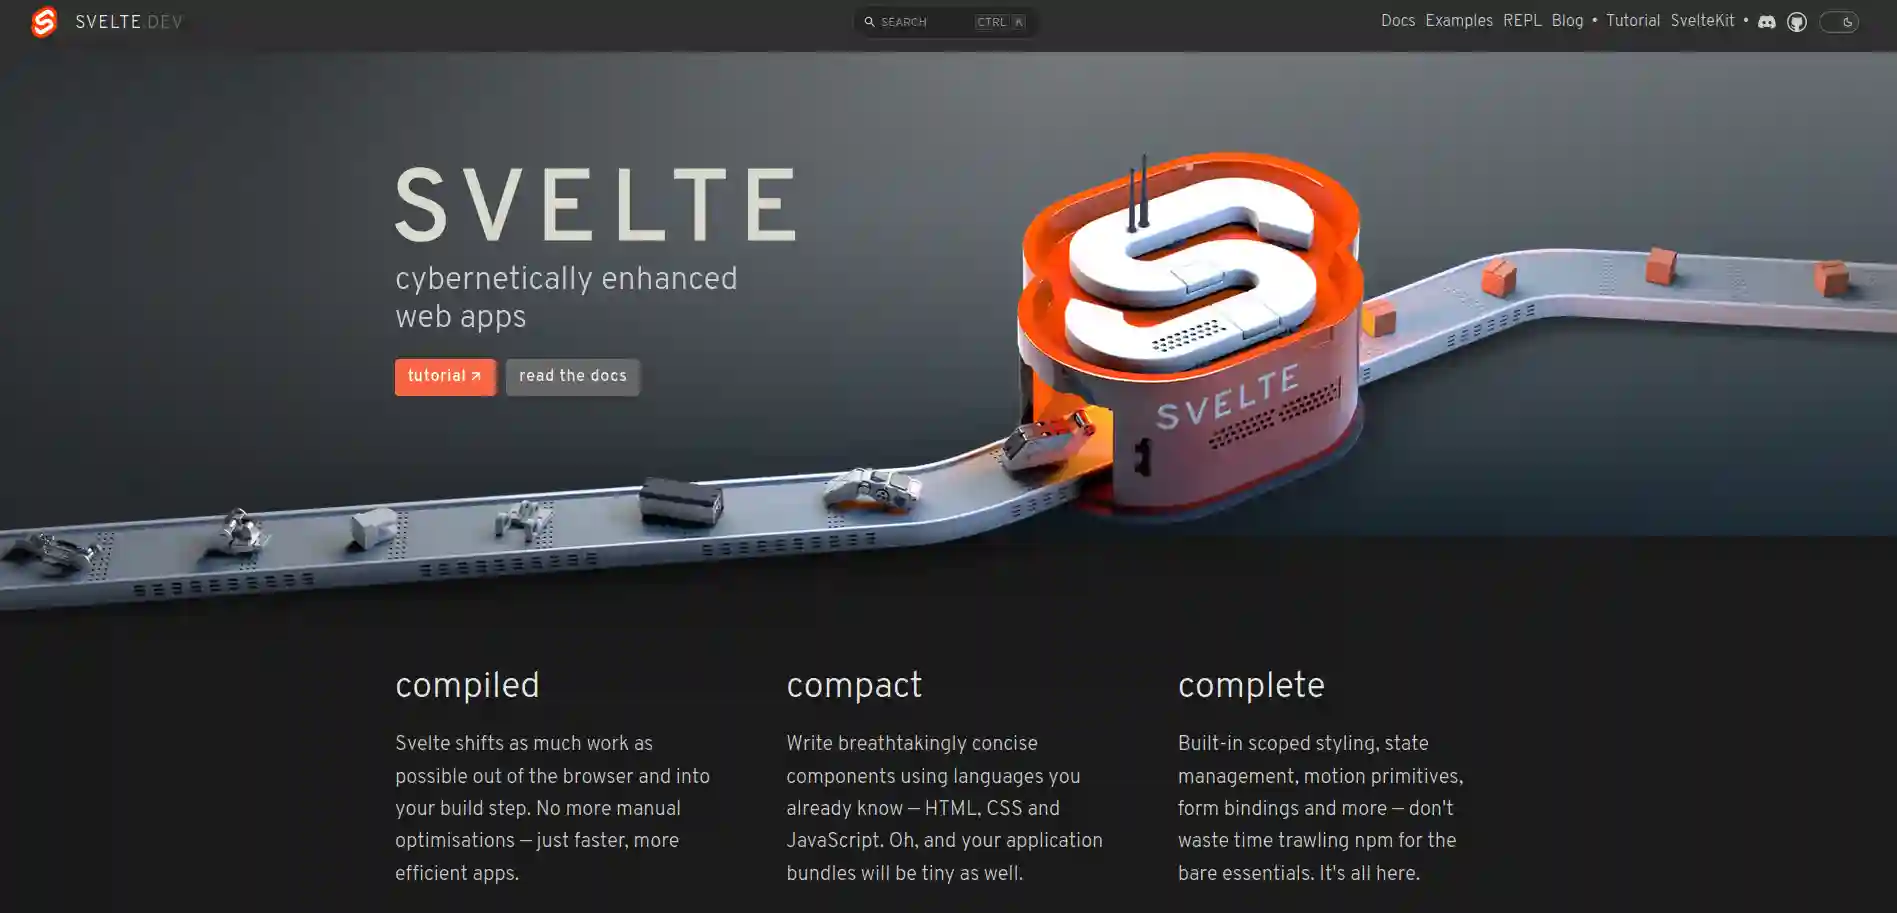 SVELTE.DEV
SEARCH CTRL K
Docs Examples REPL Blog • Tutorial SvelteKit •
SVELTE
cybernetically enhanced
web apps
tutorial ↗ read the docs
SVELTE
compiled
Svelte shifts as much work as
possible out of the browser and into
your build step. No more manual
optimisations – just faster, more
efficient apps.
compact
Write breathtakingly concise
components using languages you
already know – HTML, CSS and
JavaScript. Oh, and your application
bundles will be tiny as well.
complete
Built-in scoped styling, state
management, motion primitives,
form bindings and more – don't
waste time trawling npm for the
bare essentials. It's all here.